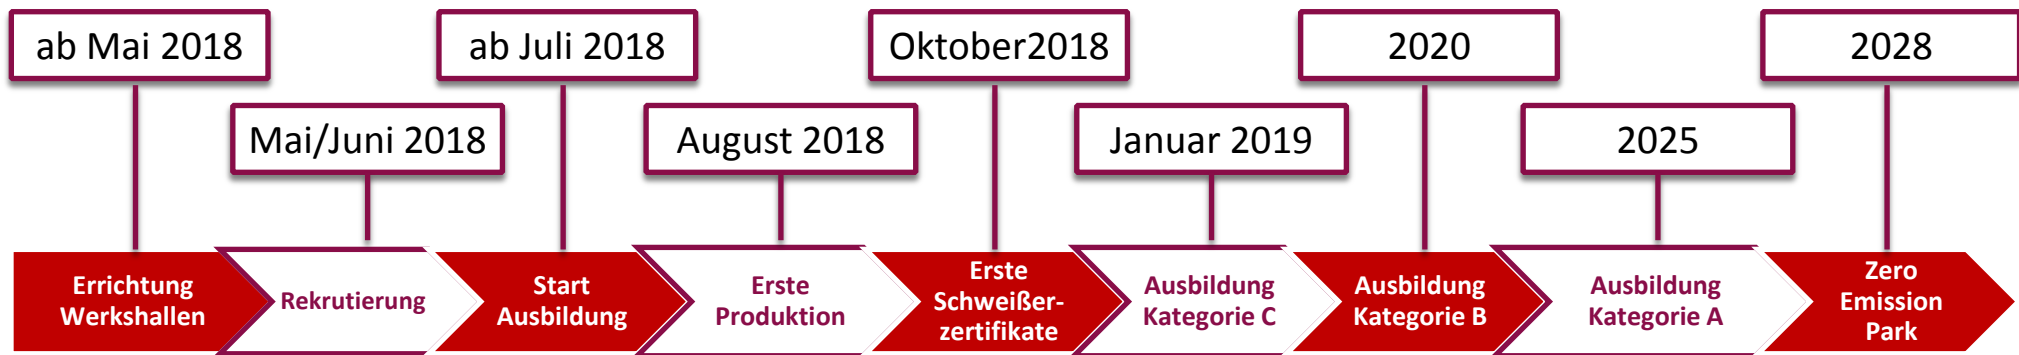 ab Mai 2018
ab Juli 2018
Oktober2018
2020
2028
Mai/Juni 2018
August 2018
Januar 2019
2025
Errichtung
Werkshallen
Rekrutierung
Start
Ausbildung
Erste
Produktion
Erste
Schweißer-
zertifikate
Ausbildung
Kategorie C
Ausbildung
Kategorie B
Ausbildung
Kategorie A
Zero
Emission
Park